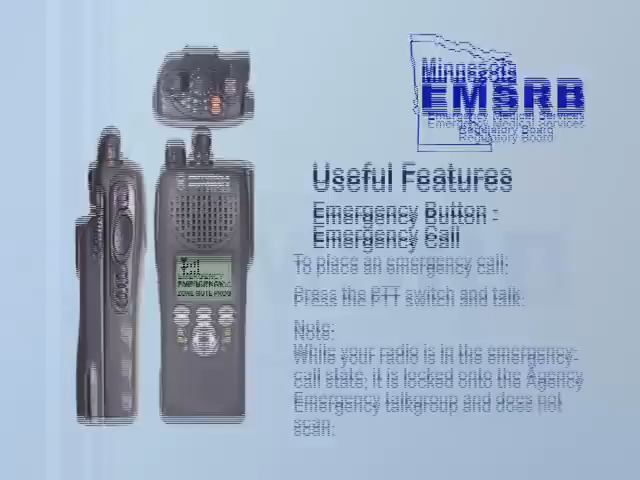 Minnesota
EMSRB
Emergency Medical Services
Regulatory Board
Useful Features
Emergency Button :
Emergency Call
To place an emergency call:
Press the PTT switch and talk.
Note:
While your radio is in the emergency-
call state, it is locked onto the Agency
Emergency talkgroup and does not
scan.
MOTOROLA
EMERGENCY
ZONE MUTE PROG